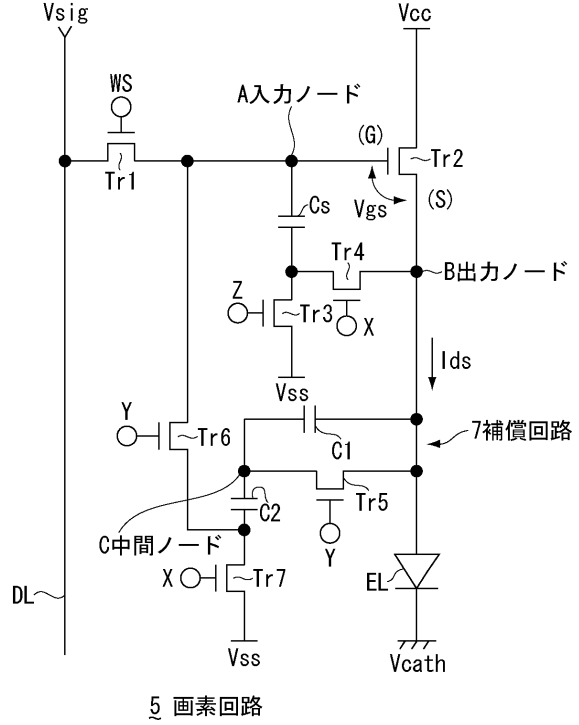 Vsig
Vcc
WS
A入力ノード
(G)
Tr1
Tr2
Vgs
(S)
Cs
Tr4
B出力ノード
Z
Tr3
X
Ids
Vss
Y
Tr6
C1
7補償回路
C2
Tr5
C中間ノード
Y
X
Tr7
EL
DL
Vss
Vcath
5 画素回路